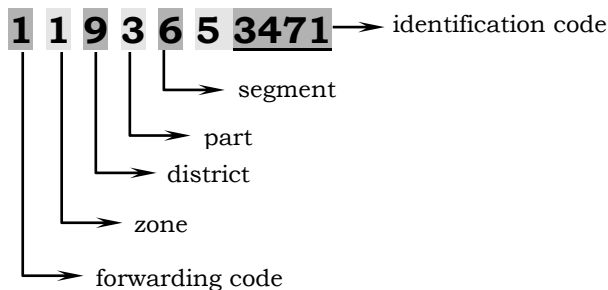 1 1 9 3 6 5 3471 identification code
segment
part
district
zone
forwarding code